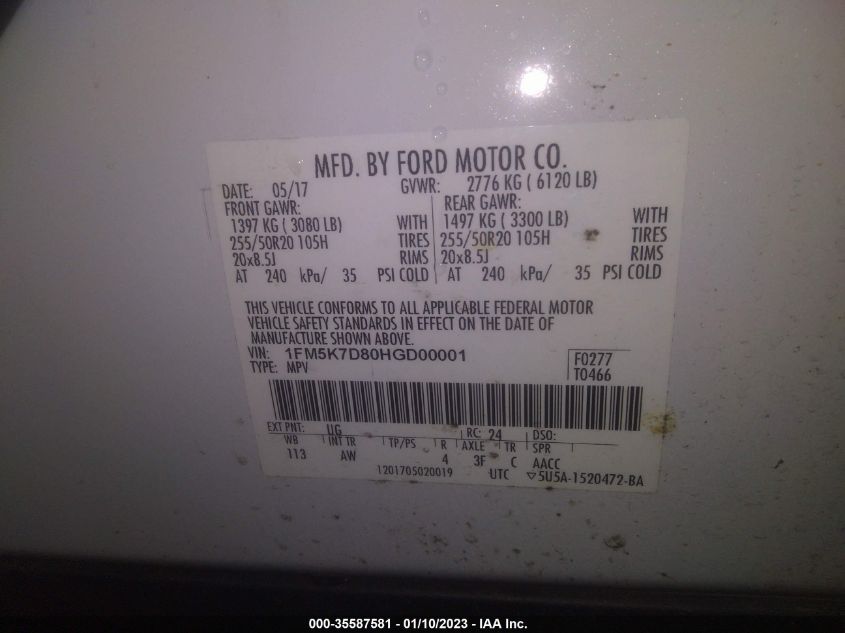 MFD. BY FORD MOTOR CO.
DATE: 05/17 GVWR: 2776 KG ( 6120 LB)
FRONT GAWR: REAR GAWR:
1397 KG ( 3080 LB) WITH 1497 KG ( 3300 LB) WITH
255/50R20 105H TIRES 255/50R20 105H TIRES
20x8.5J RIMS 20x8.5J RIMS
AT 240 kPa/ 35 PSI COLD AT 240 kPa/ 35 PSI COLD
THIS VEHICLE CONFORMS TO ALL APPLICABLE FEDERAL MOTOR
VEHICLE SAFETY STANDARDS IN EFFECT ON THE DATE OF
MANUFACTURE SHOWN ABOVE.
VIN: 1FM5K7D80HGD00001 F0277
TYPE: MPV T0466
EXT PNT: UG RC: 24 DSO:
WB INT TR TP/PS R AXLE TR SPR
113 AW 4 3F C AACC
1201705020019 UTC ▽5U5A-1520472-BA
000-35587581 - 01/10/2023 - IAA Inc.